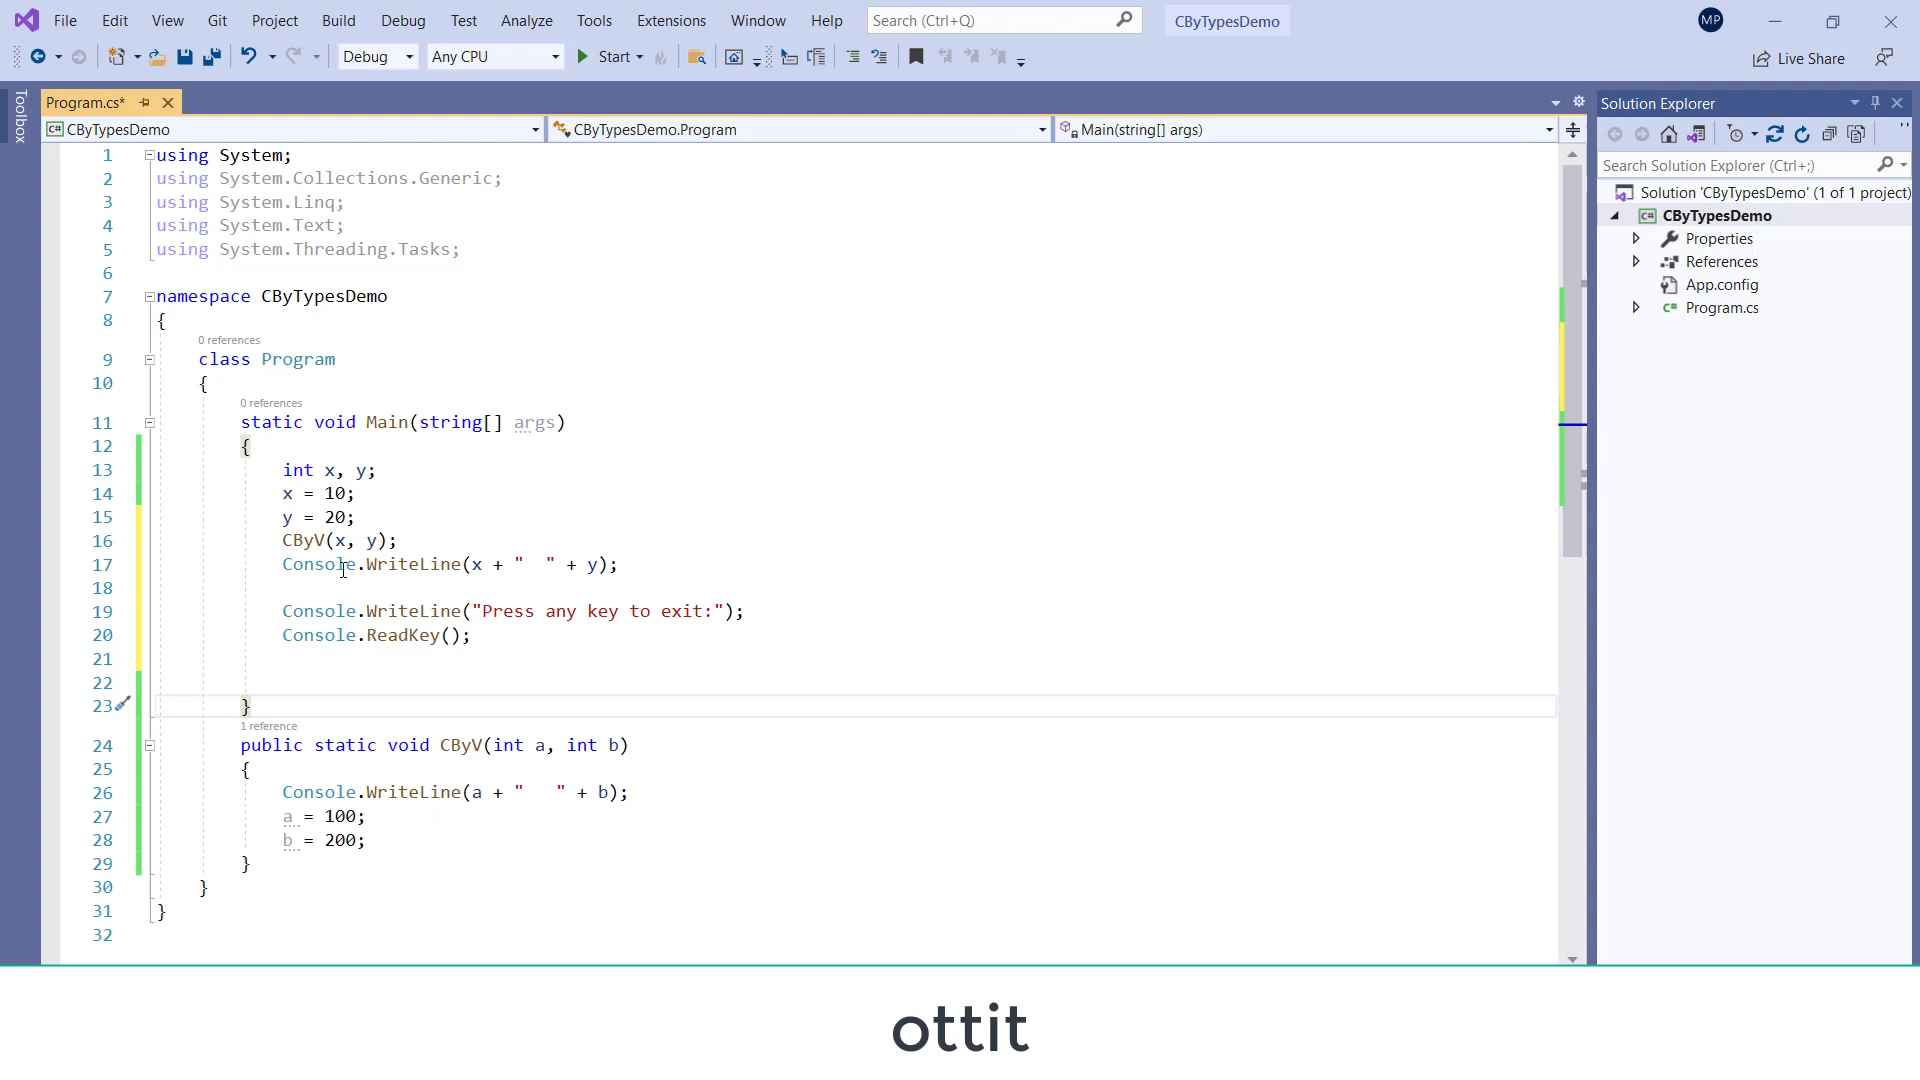 File Edit View Git Project Build Debug Test Analyze Tools Extensions Window Help Search (Ctrl+Q) CByTypesDemo MP
Debug Any CPU Start Live Share
Toolbox
Program.cs*
CByTypesDemo CByTypesDemo.Program Main(string[] args)
1 using System;
2 using System.Collections.Generic;
3 using System.Linq;
4 using System.Text;
5 using System.Threading.Tasks;
6
7 namespace CByTypesDemo
8 {
0 references
9 class Program
10 {
0 references
11 static void Main(string[] args)
12 {
13 int x, y;
14 x = 10;
15 y = 20;
16 CByV(x, y);
17 Console.WriteLine(x + "  " + y);
18
19 Console.WriteLine("Press any key to exit:");
20 Console.ReadKey();
21
22
23 }
1 reference
24 public static void CByV(int a, int b)
25 {
26 Console.WriteLine(a + "   " + b);
27 a = 100;
28 b = 200;
29 }
30 }
31 }
32
Solution Explorer
Search Solution Explorer (Ctrl+;)
Solution 'CByTypesDemo' (1 of 1 project)
C# CByTypesDemo
Properties
References
App.config
C# Program.cs
ottit